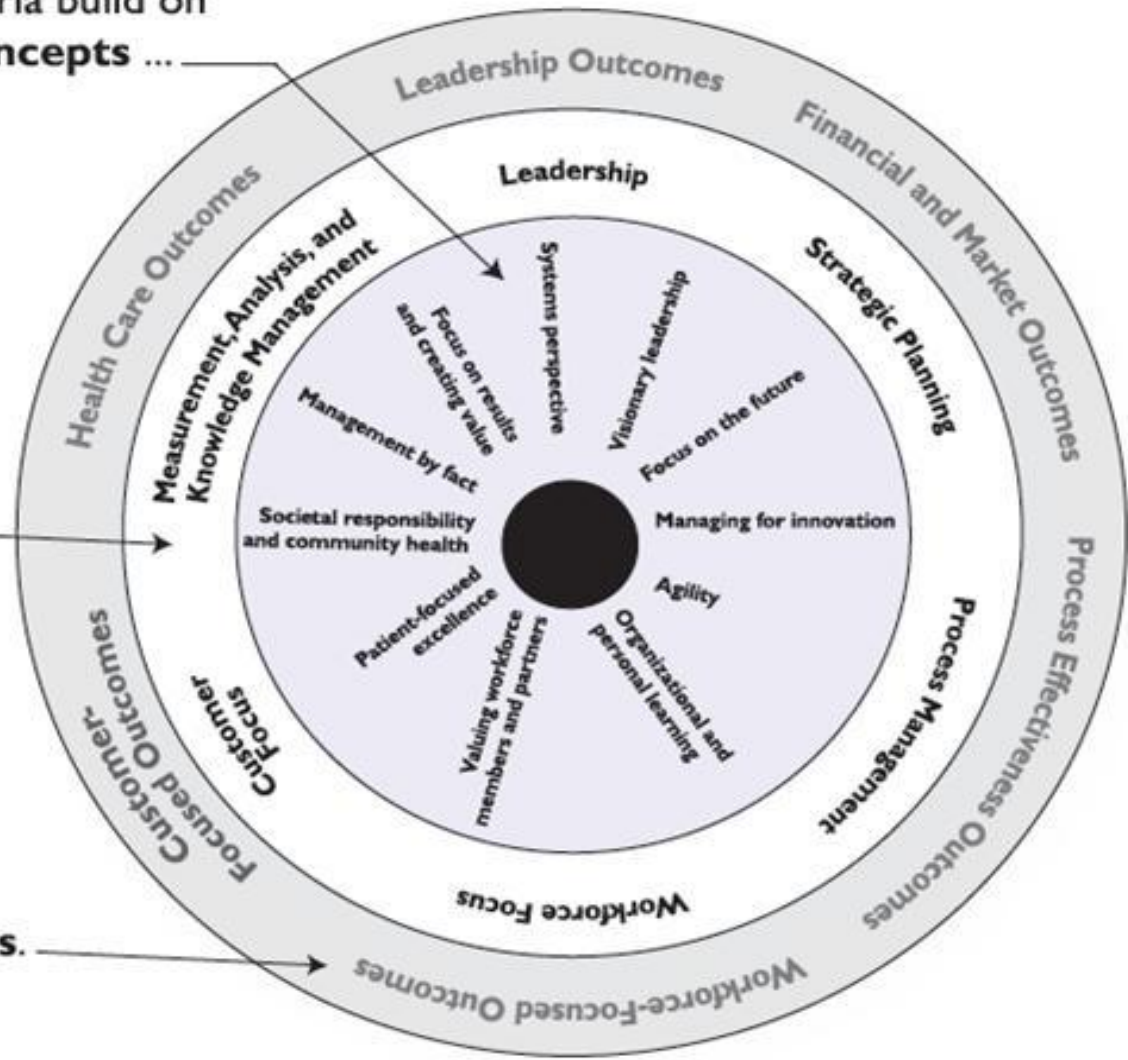 ria build on
ncepts ...
Leadership Outcomes
Financial and Market Outcomes
Process Effectiveness Outcomes
Workforce-Focused Outcomes
Customer-
Focused Outcomes
Health Care Outcomes
Leadership
Strategic Planning
Process Management
Workforce Focus
Customer
Focus
Measurement, Analysis, and
Knowledge Management
Systems perspective
Visionary leadership
Focus on the future
Managing for innovation
Agility
Organizational and
personal learning
Valuing workforce
members and partners
Patient-focused
excellence
Societal responsibility
and community health
Management by fact
Focus on results
and creating value
s.